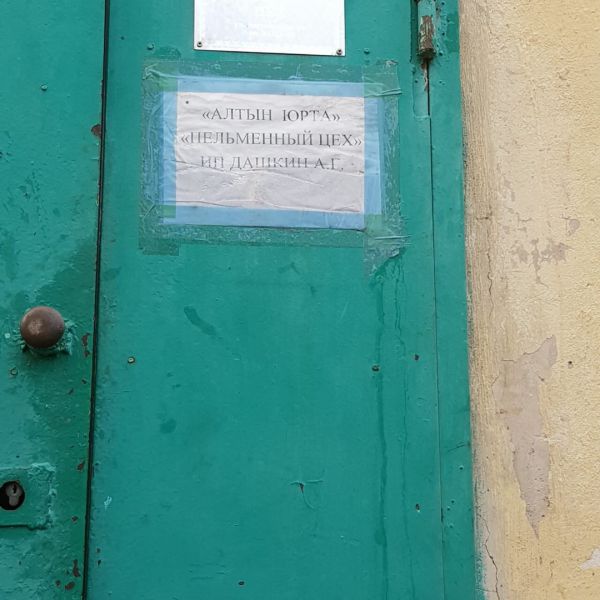 «АЛТЫН ЮРТА»
«ПЕЛЬМЕННЫЙ ЦЕХ»
ИП ДАШКИН А.Г.